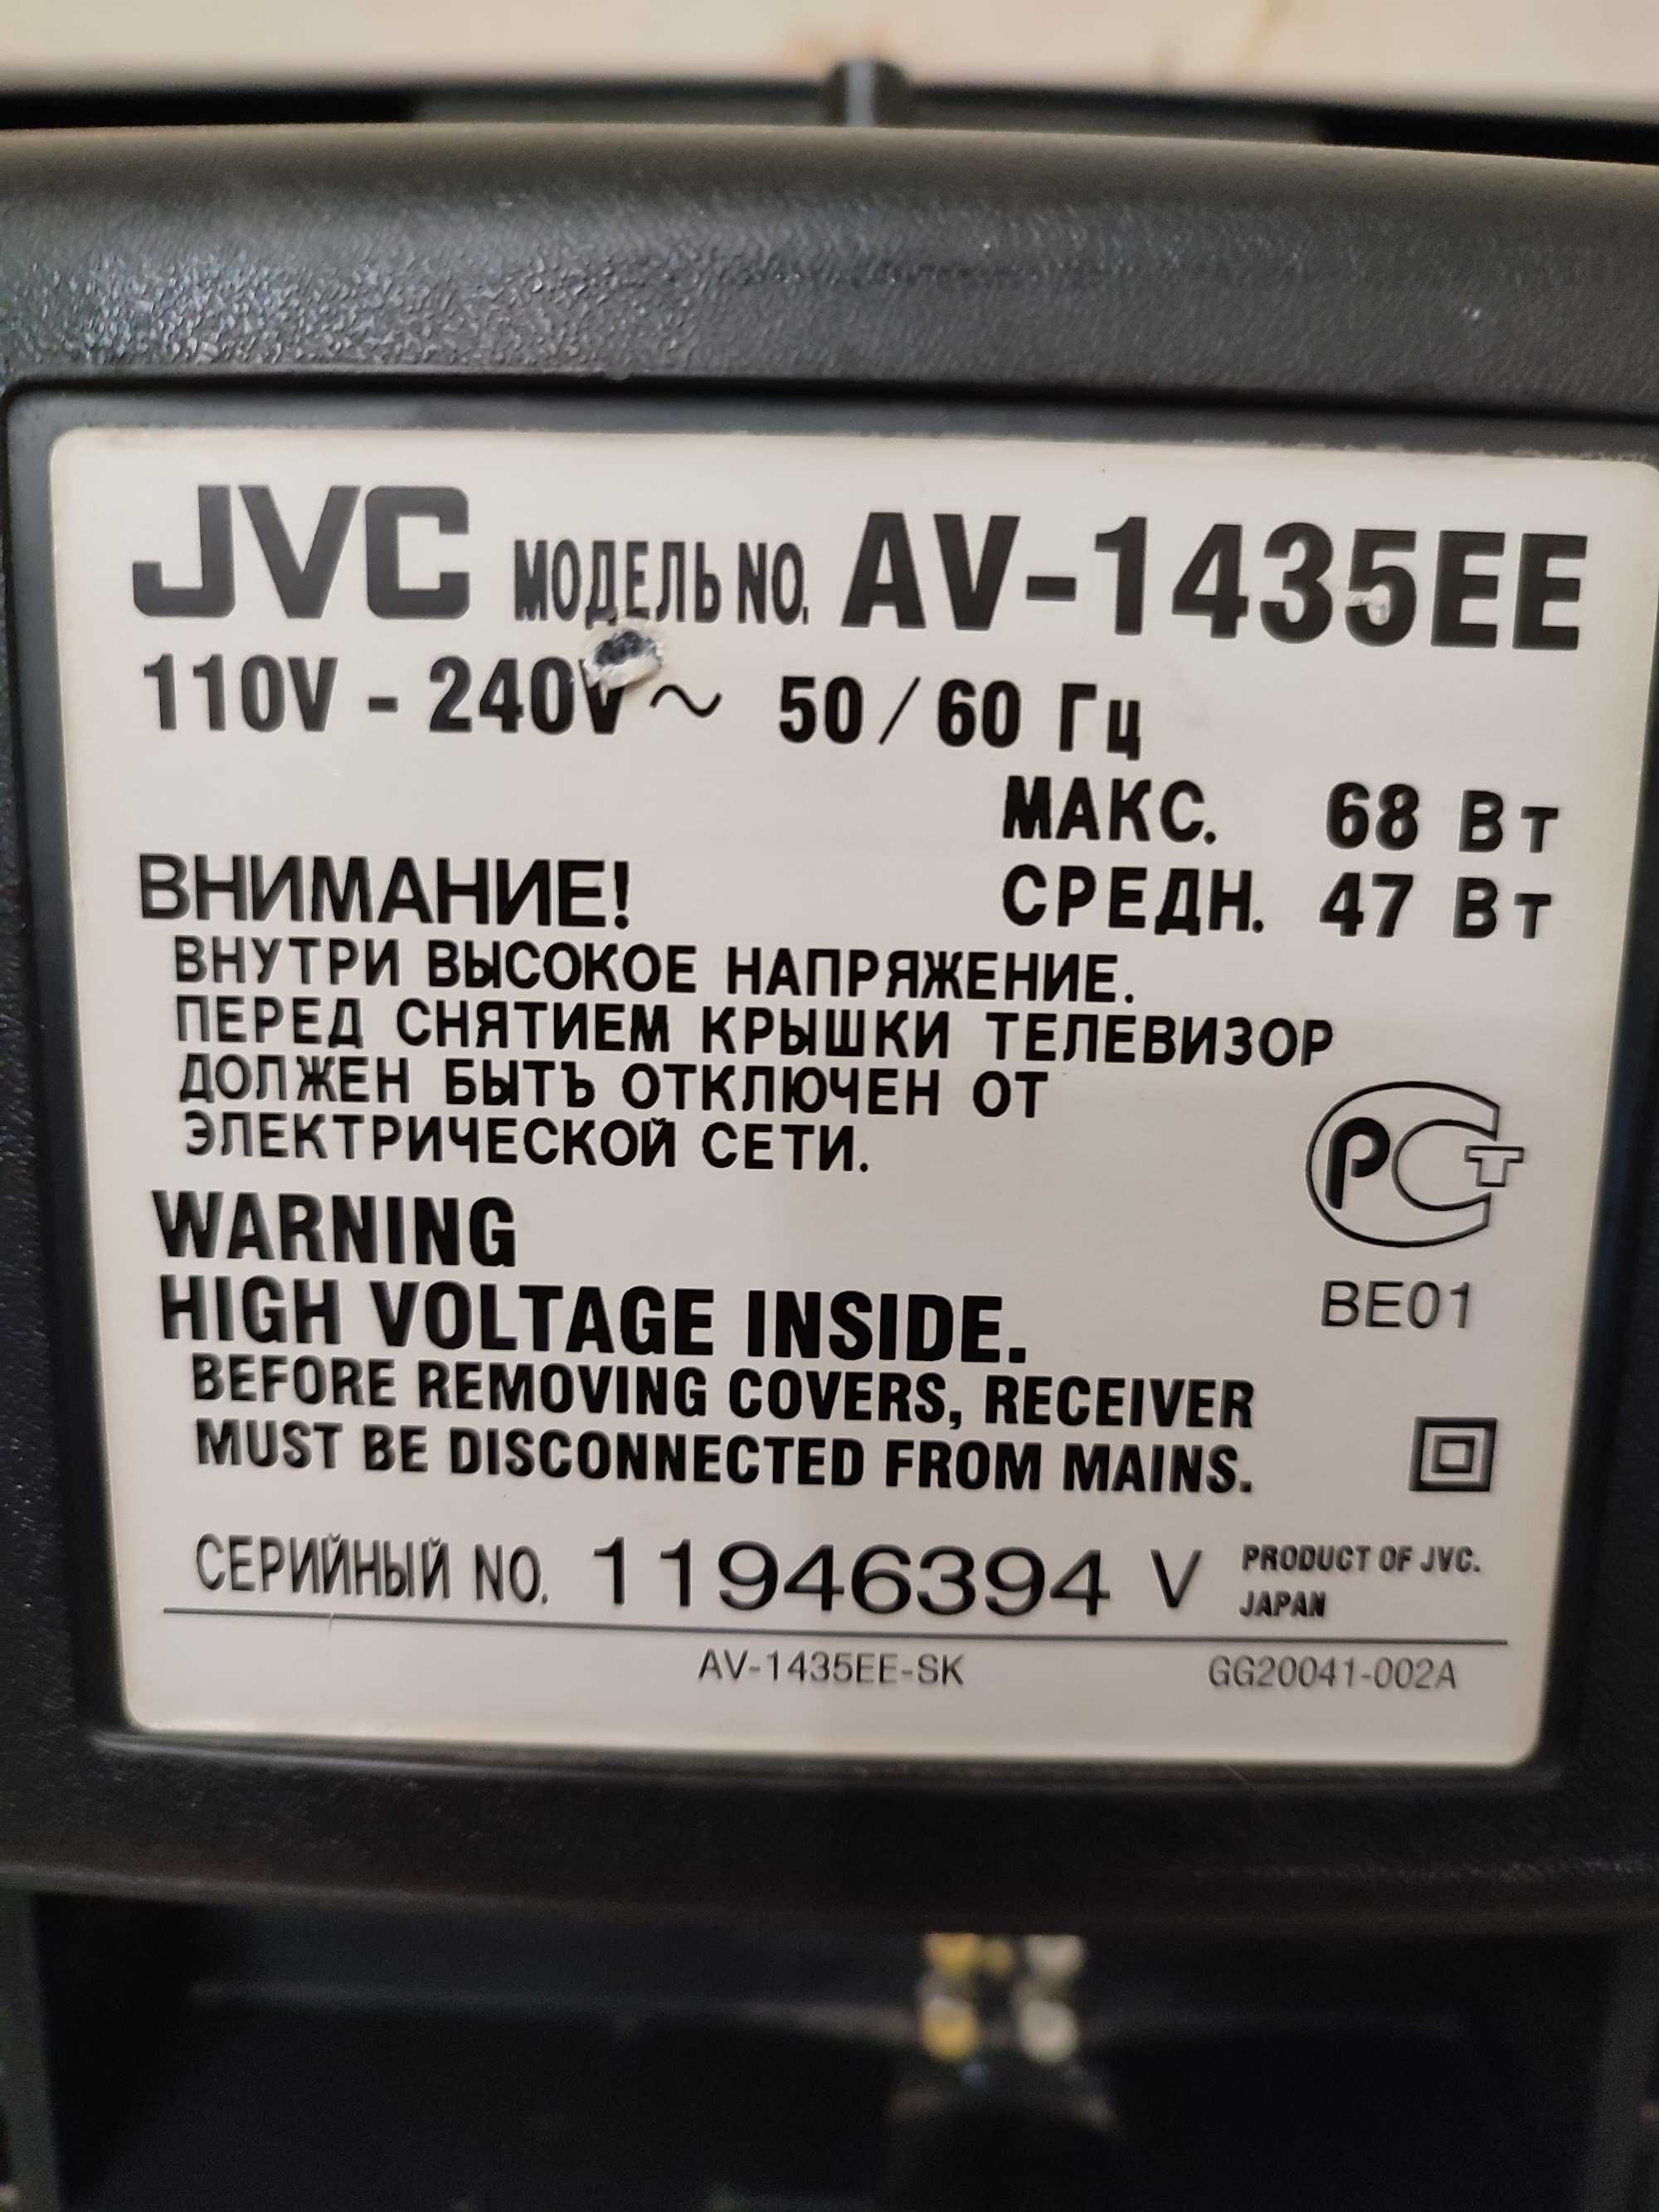 JVC МОДЕЛЬ NO. AV-1435EE
110V - 240V ~ 50 / 60 Гц
МАКС. 68 Вт
ВНИМАНИЕ! СРЕДН. 47 Вт
ВНУТРИ ВЫСОКОЕ НАПРЯЖЕНИЕ.
ПЕРЕД СНЯТИЕМ КРЫШКИ ТЕЛЕВИЗОР
ДОЛЖЕН БЫТЪ ОТКЛЮЧЕН ОТ
ЭЛЕКТРИЧЕСКОЙ СЕТИ.
РСТ
BE01
WARNING
HIGH VOLTAGE INSIDE.
BEFORE REMOVING COVERS, RECEIVER
MUST BE DISCONNECTED FROM MAINS.
СЕРИЙНЫЙ NO. 11946394 V PRODUCT OF JVC.
JAPAN
AV-1435EE-SK GG20041-002A